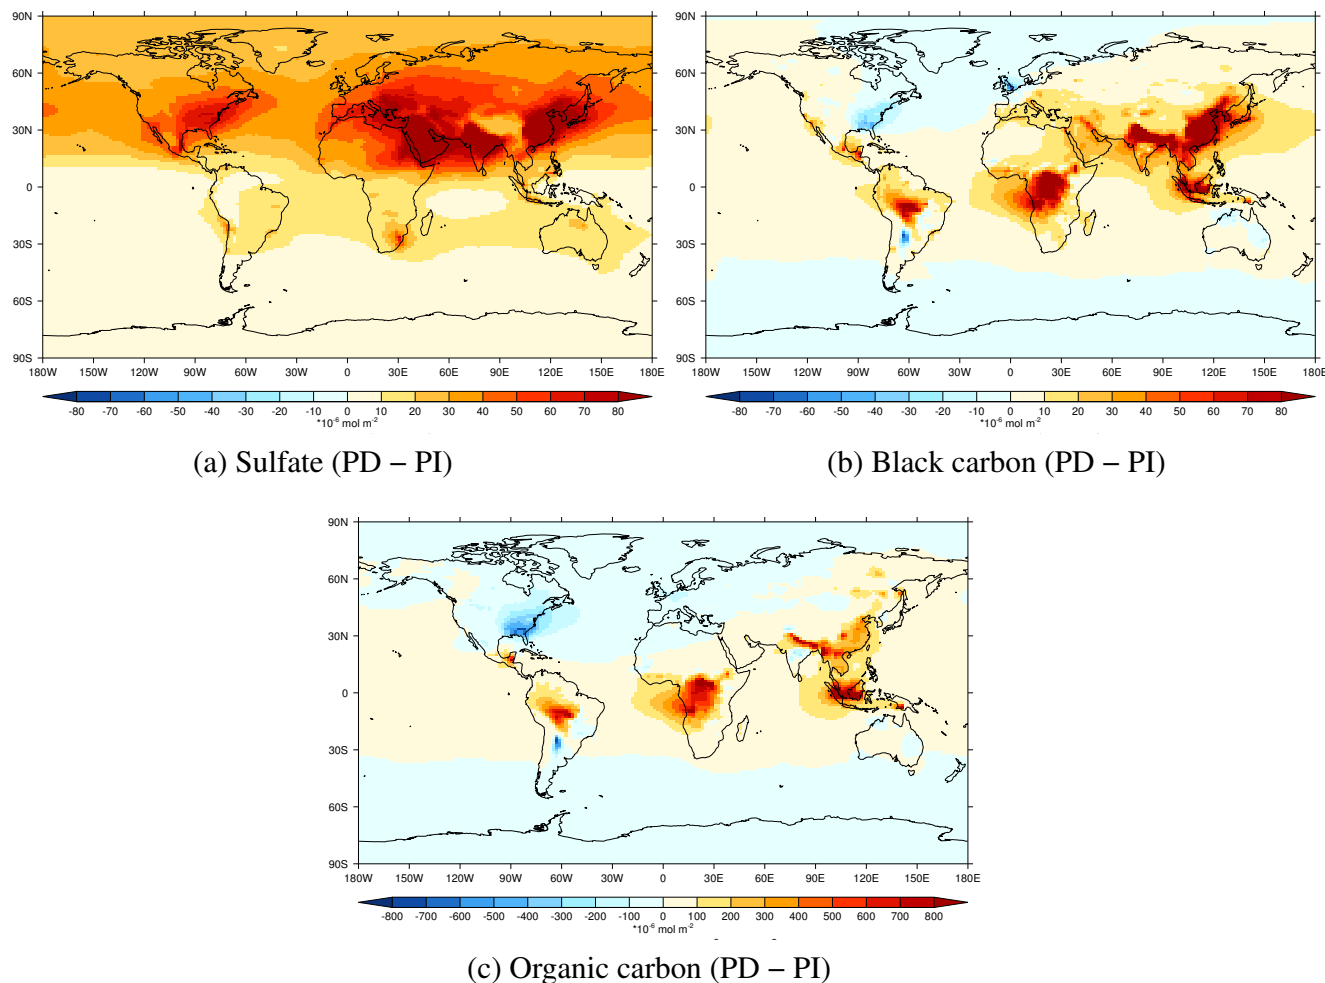 90N
60N
30N
0
30S
60S
90S
180W 150W 120W 90W 60W 30W 0 30E 60E 90E 120E 150E 180E
-80 -70 -60 -50 -40 -30 -20 -10 0 10 20 30 40 50 60 70 80
*10-6 mol m-2
(a) Sulfate (PD − PI)
90N
60N
30N
0
30S
60S
90S
180W 150W 120W 90W 60W 30W 0 30E 60E 90E 120E 150E 180E
-80 -70 -60 -50 -40 -30 -20 -10 0 10 20 30 40 50 60 70 80
*10-6 mol m-2
(b) Black carbon (PD − PI)
90N
60N
30N
0
30S
60S
90S
180W 150W 120W 90W 60W 30W 0 30E 60E 90E 120E 150E 180E
-800 -700 -600 -500 -400 -300 -200 -100 0 100 200 300 400 500 600 700 800
*10-6 mol m-2
(c) Organic carbon (PD − PI)